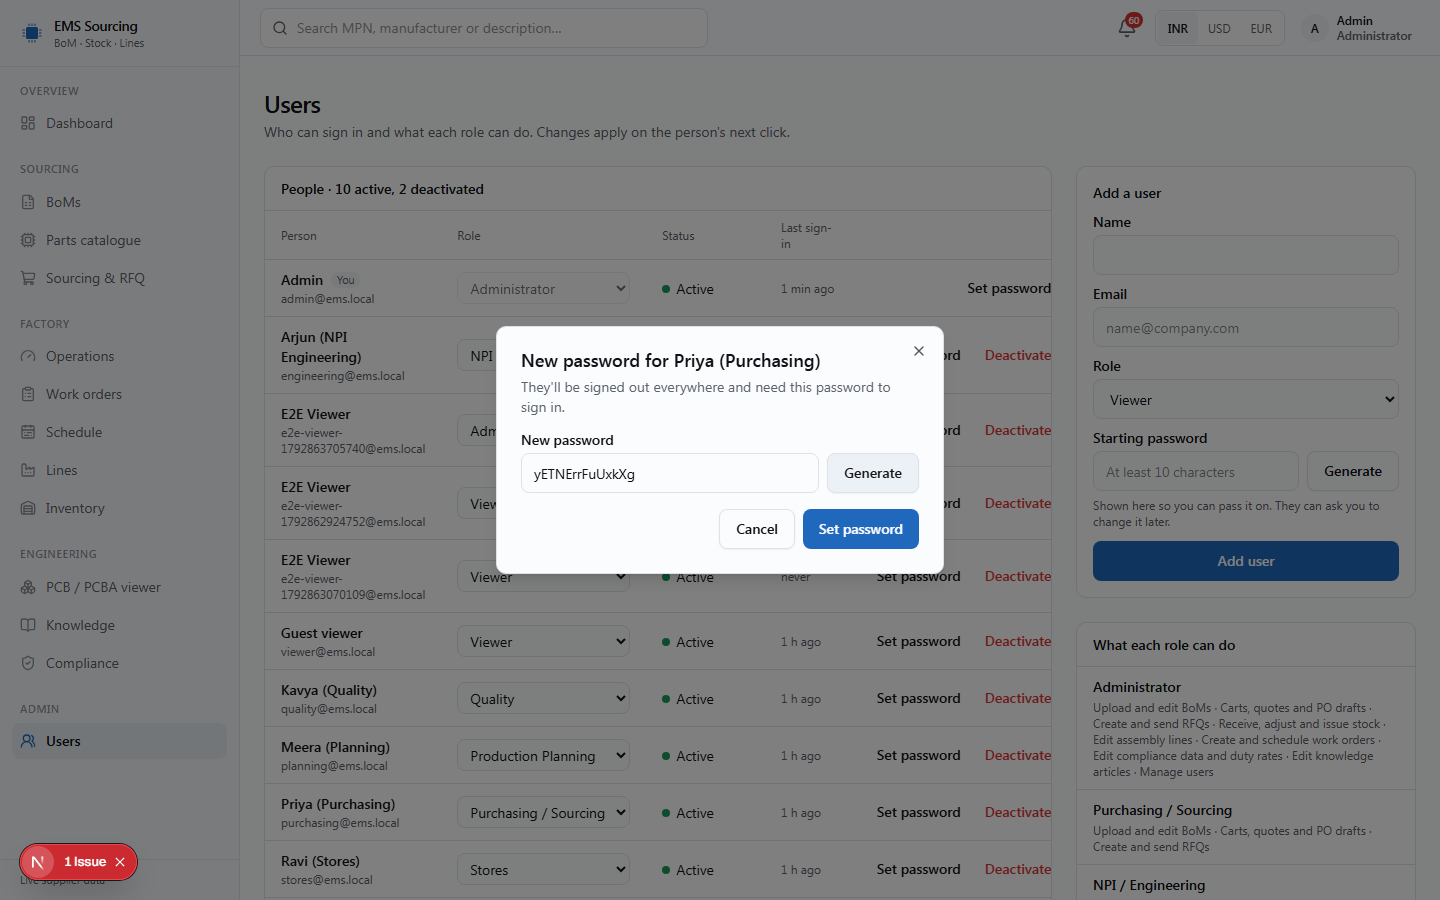 EMS Sourcing
BoM · Stock · Lines
Search MPN, manufacturer or description...
60
INR USD EUR
A
Admin
Administrator
OVERVIEW
Dashboard
SOURCING
BoMs
Parts catalogue
Sourcing & RFQ
FACTORY
Operations
Work orders
Schedule
Lines
Inventory
ENGINEERING
PCB / PCBA viewer
Knowledge
Compliance
ADMIN
Users
N 1 Issue
Live supplier data
Users
Who can sign in and what each role can do. Changes apply on the person's next click.
People · 10 active, 2 deactivated
Person Role Status Last sign-
in
Admin You
admin@ems.local
Administrator Active 1 min ago Set password
Arjun (NPI
Engineering)
engineering@ems.local
NPI Deactivate
E2E Viewer
e2e-viewer-
1792863705740@ems.local
Deactivate
E2E Viewer
e2e-viewer-
1792862924752@ems.local
Deactivate
E2E Viewer
e2e-viewer-
1792863070109@ems.local
Viewer Active never Set password Deactivate
Guest viewer
viewer@ems.local
Viewer Active 1 h ago Set password Deactivate
Kavya (Quality)
quality@ems.local
Quality Active 1 h ago Set password Deactivate
Meera (Planning)
planning@ems.local
Production Planning Active 1 h ago Set password Deactivate
Priya (Purchasing)
purchasing@ems.local
Purchasing / Sourcing Active 1 h ago Set password Deactivate
Ravi (Stores)
stores@ems.local
Stores Active 1 h ago Set password Deactivate
New password for Priya (Purchasing)
They'll be signed out everywhere and need this password to
sign in.
New password
yETNErrFuUxkXg
Generate
Cancel
Set password
Add a user
Name
Email
name@company.com
Role
Viewer
Starting password
At least 10 characters
Generate
Shown here so you can pass it on. They can ask you to
change it later.
Add user
What each role can do
Administrator
Upload and edit BoMs · Carts, quotes and PO drafts ·
Create and send RFQs · Receive, adjust and issue stock ·
Edit assembly lines · Create and schedule work orders ·
Edit compliance data and duty rates · Edit knowledge
articles · Manage users
Purchasing / Sourcing
Upload and edit BoMs · Carts, quotes and PO drafts ·
Create and send RFQs
NPI / Engineering